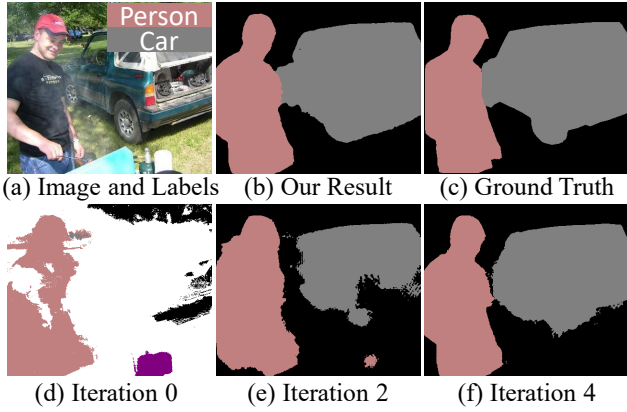 Person
Car
(a) Image and Labels
(b) Our Result
(c) Ground Truth
(d) Iteration 0
(e) Iteration 2
(f) Iteration 4